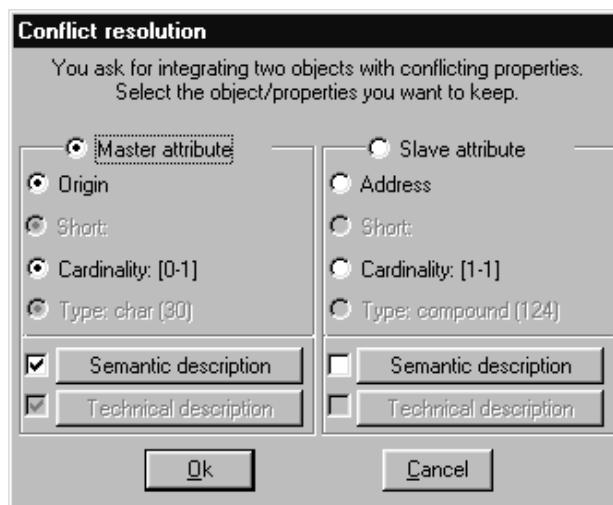 Conflict resolution
You ask for integrating two objects with conflicting properties.
Select the object/properties you want to keep.
Master attribute
Origin
Short:
Cardinality: [0-1]
Type: char (30)
Semantic description
Technical description
Slave attribute
Address
Short:
Cardinality: [1-1]
Type: compound (124)
Semantic description
Technical description
Ok
Cancel